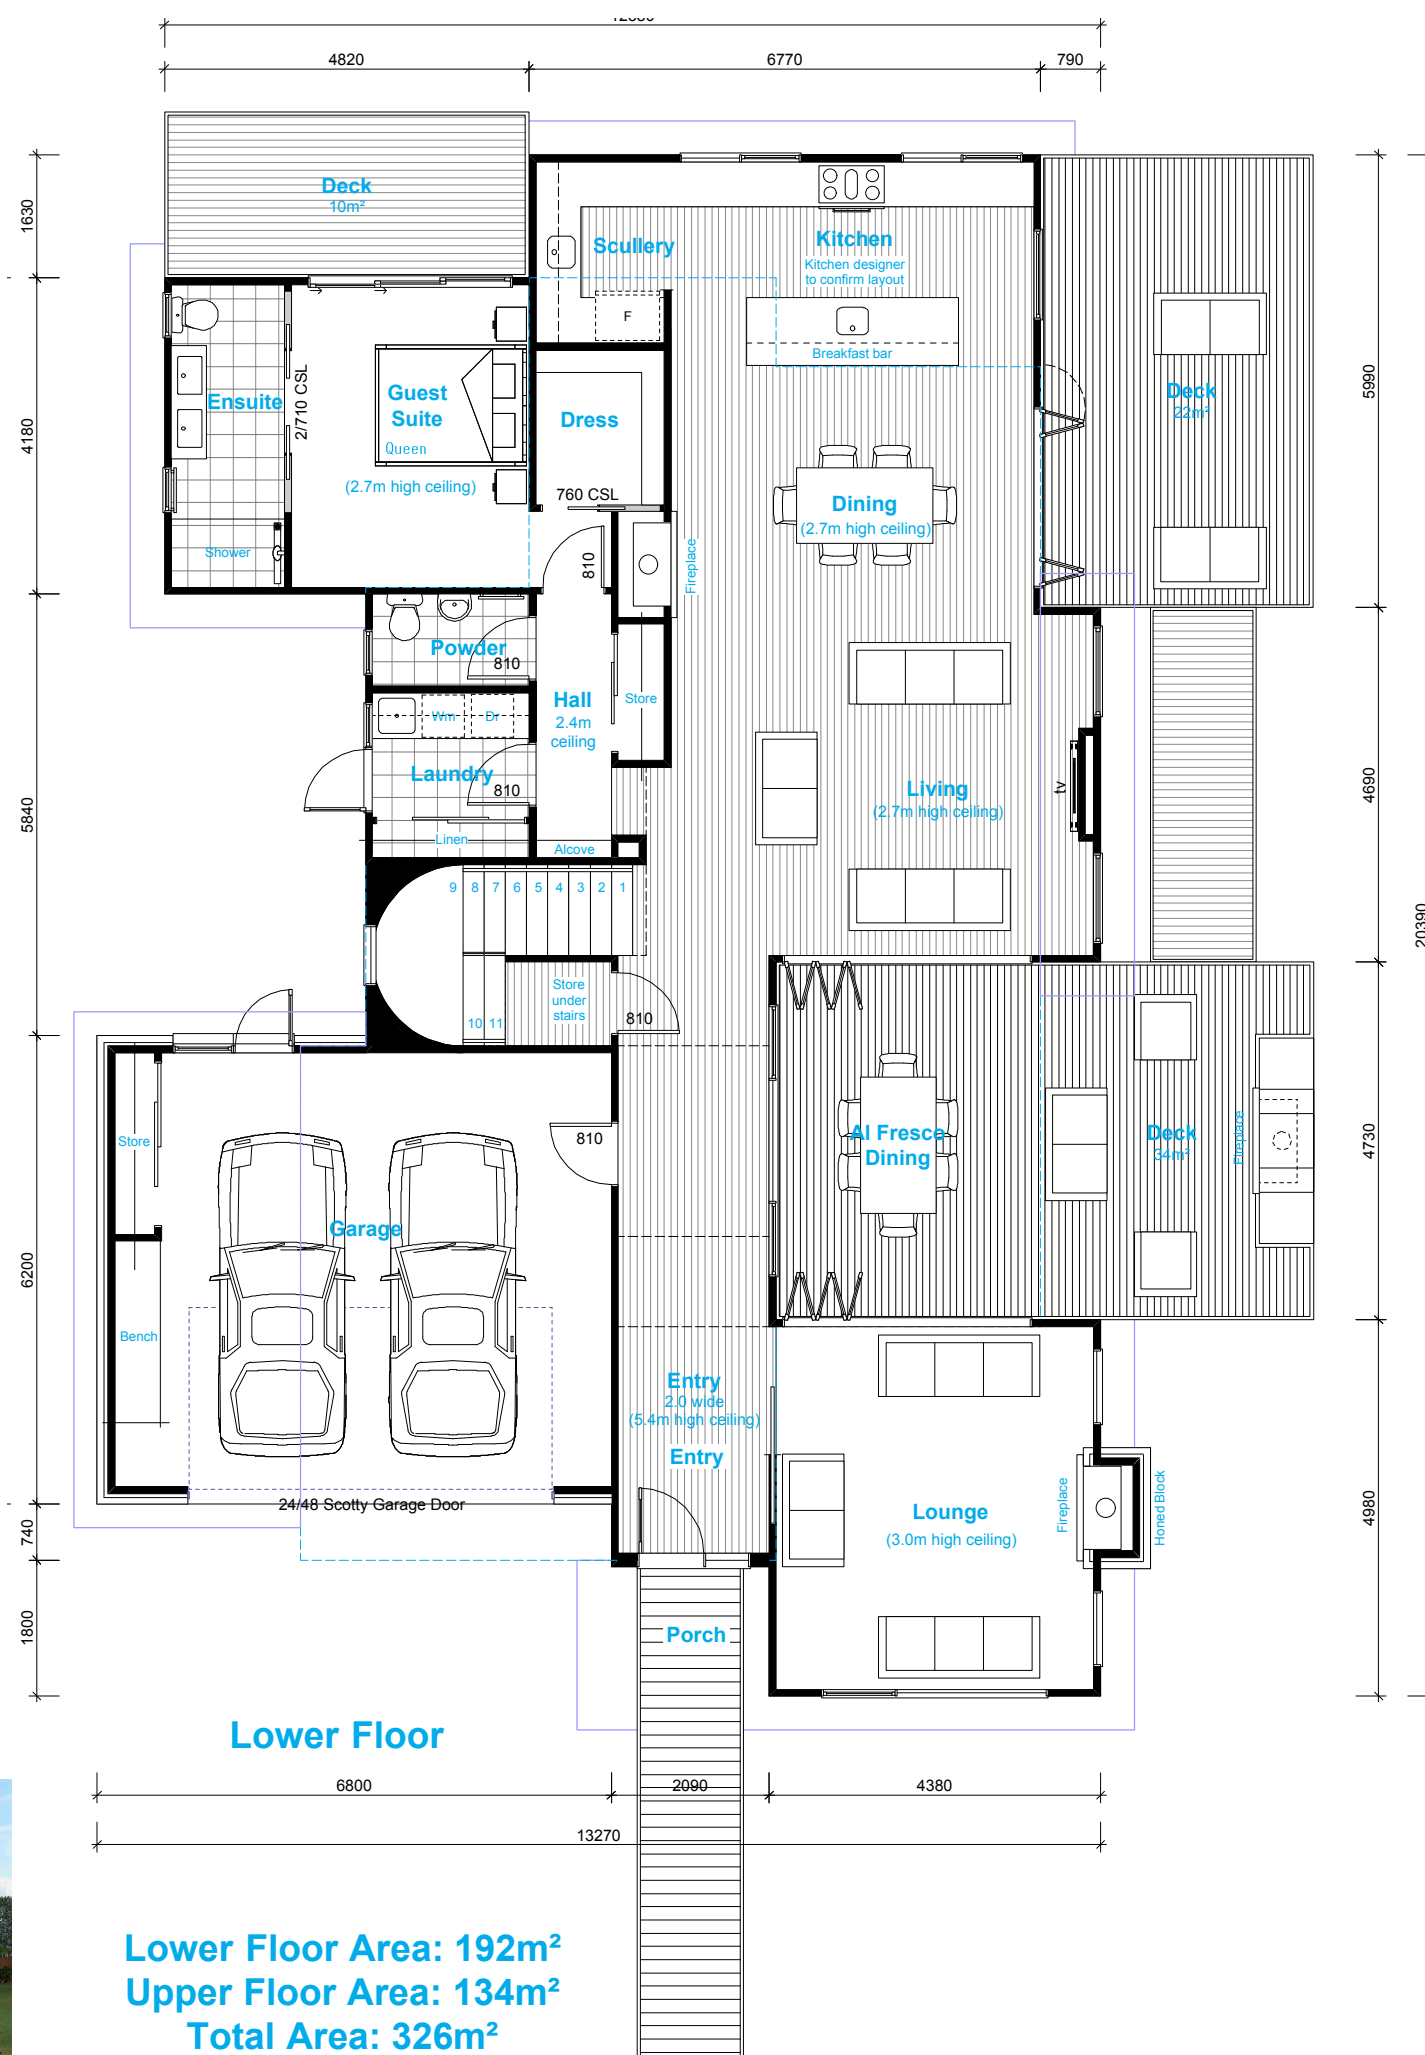 4820
6770
790
Deck
10m²
1630
Scullery
Kitchen
Kitchen designer
to confirm layout
F
Breakfast bar
Ensuite
2/710 CSL
Guest
Suite
Queen
(2.7m high ceiling)
Dress
760 CSL
Deck
22m²
5990
4180
Dining
(2.7m high ceiling)
Shower
810
Fireplace
Powder
810
Hall
2.4m
ceiling
Store
Wm
Dr
Laundry
810
Linen
Alcove
Living
(2.7m high ceiling)
tv
4690
5840
9
8
7
6
5
4
3
2
1
20390
Store
under
stairs
10
11
810
Store
810
Al Fresco
Dining
Deck
34m²
Fireplace
4730
Garage
6200
Bench
Entry
2.0 wide
(5.4m high ceiling)
Entry
24/48 Scotty Garage Door
Lounge
(3.0m high ceiling)
Fireplace
Honed Block
4980
740
1800
Porch
Lower Floor
6800
2090
4380
13270
Lower Floor Area: 192m²
Upper Floor Area: 134m²
Total Area: 326m²